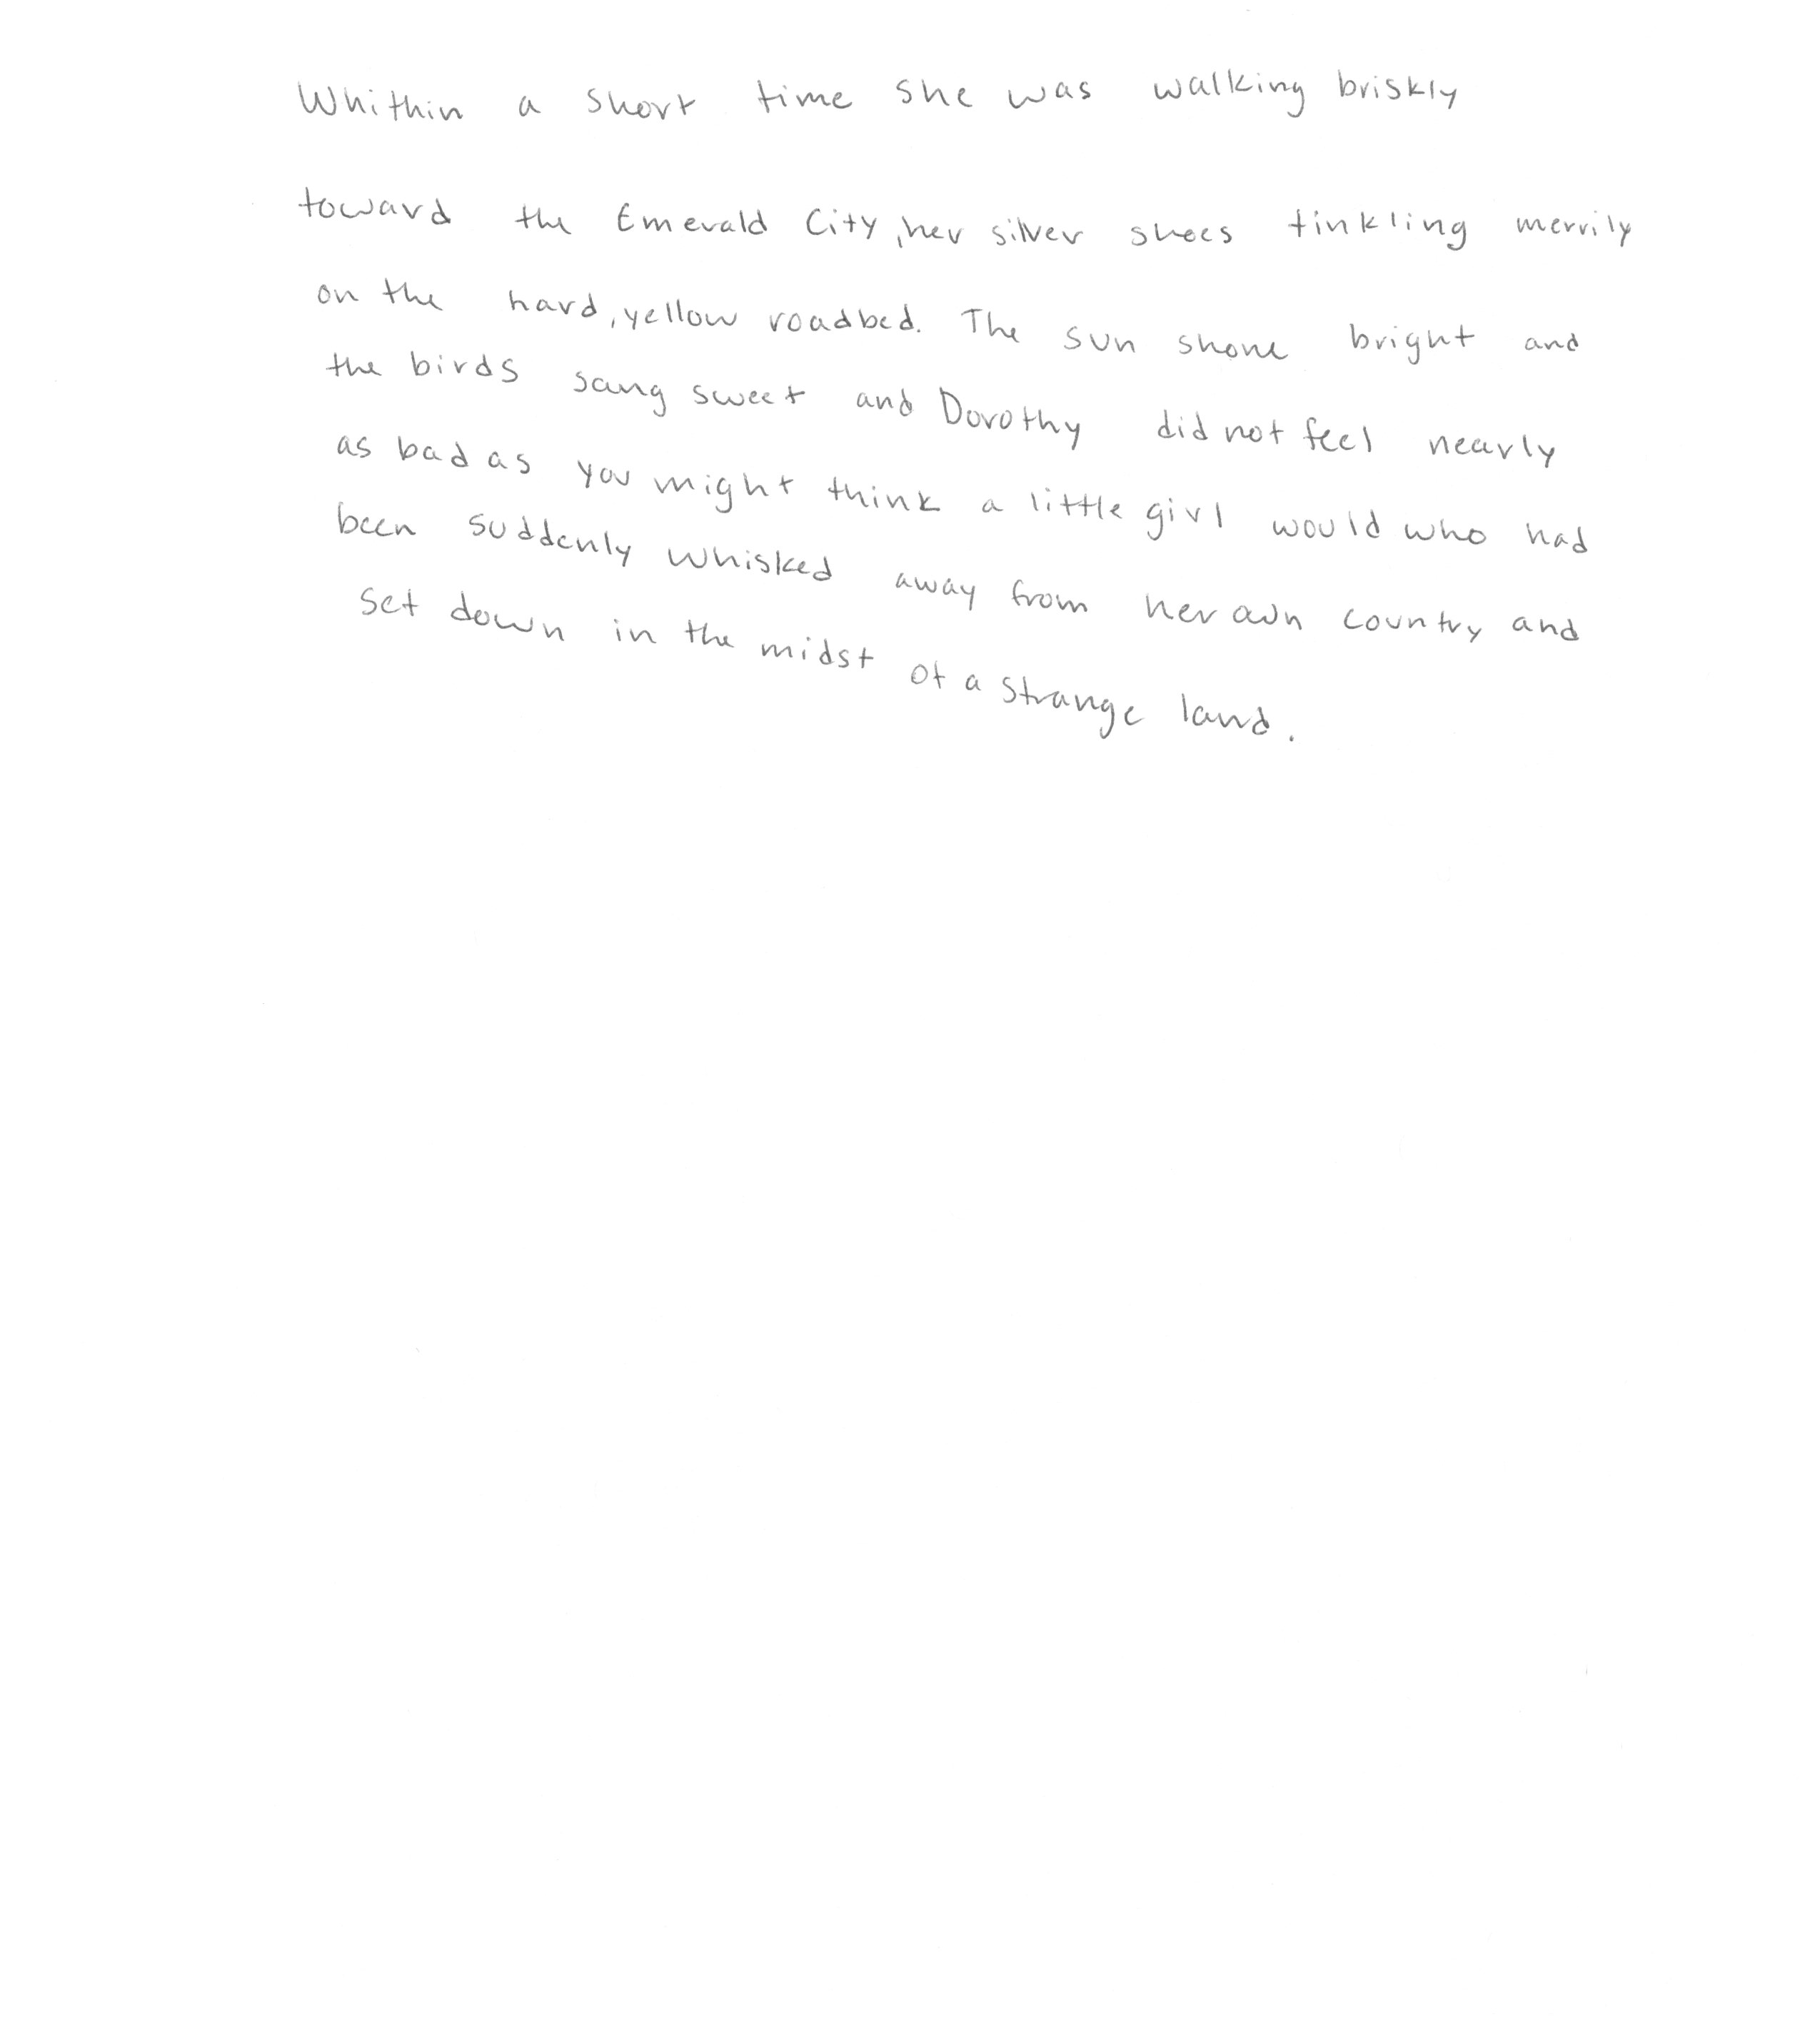 Whithin a short time she was walking briskly
toward the Emerald City, her silver shoes tinkling merrily
on the hard, yellow roadbed. The sun shone bright and
the birds sang sweet and Dorothy did not feel nearly
as bad as you might think a little girl would who had
been suddenly whisked away from her own country and
set down in the midst of a strange land.